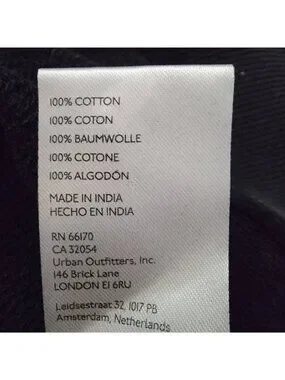 100% COTTON
100% COTON
100% BAUMWOLLE
100% COTONE
100% ALGODÓN
MADE IN INDIA
HECHO EN INDIA
RN 66170
CA 32054
Urban Outfitters, Inc.
146 Brick Lane
LONDON E1 6RU
Leidsestraat 32, 1017 PB
Amsterdam, Netherlands